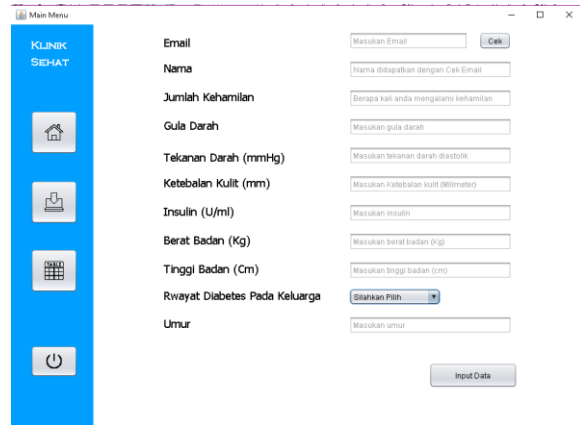 Main Menu
KLINIK
SEHAT
Email
Masukan Email
Cek
Nama
Nama didapatkan dengan Cek Email
Jumlah Kehamilan
Berapa kali anda mengalami kehamilan
Gula Darah
Masukan gula darah
Tekanan Darah (mmHg)
Masukan tekanan darah diastolik
Ketebalan Kulit (mm)
Masukan Ketebalan kulit (Milimeter)
Insulin (U/ml)
Masukan insulin
Berat Badan (Kg)
Masukan berat badan (Kg)
Tinggi Badan (Cm)
Masukan tinggi badan (cm)
Rwayat Diabetes Pada Keluarga
Silahkan Pilih
Umur
Masukan umur
Input Data
TABLE